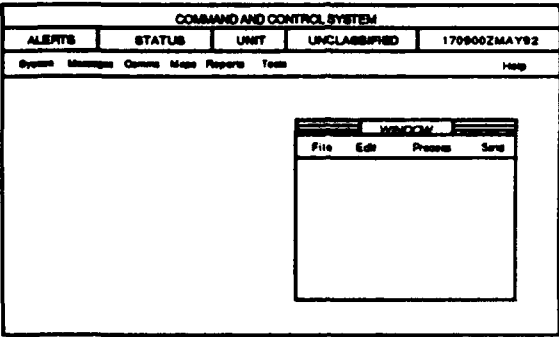 COMMAND AND CONTROL SYSTEM
ALERTS STATUS UNIT UNCLASSIFIED 170900ZMAY92
System Messages Comms Maps Reports Tools Help
WINDOW
File Edit Process Send